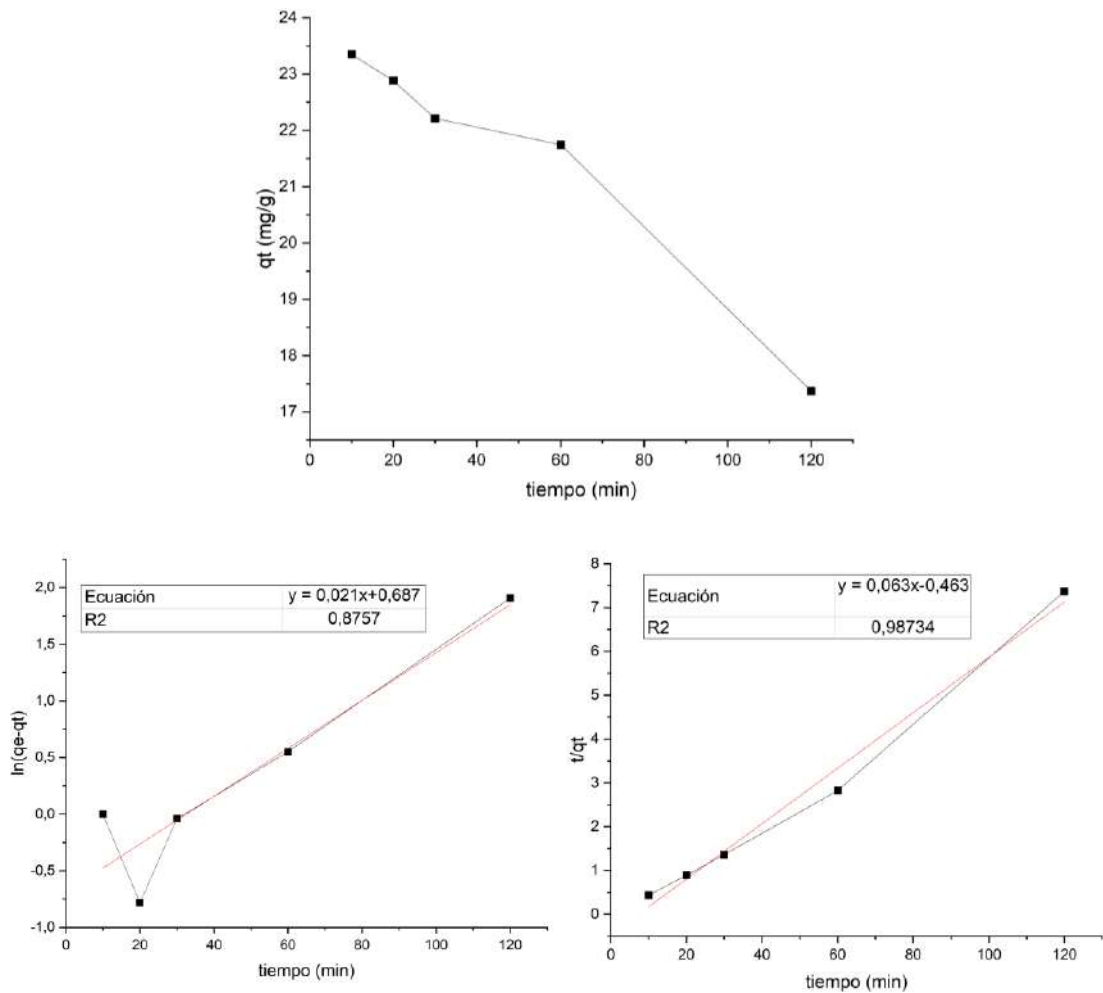 24
23
22
21
20
19
18
17
qt (mg/g)
0 20 40 60 80 100 120
tiempo (min)
2,0
1,5
1,0
0,5
0,0
-0,5
-1,0
ln(qe-qt)
Ecuación y = 0,021x+0,687
R2 0,8757
0 20 40 60 80 100 120
tiempo (min)
8
7
6
5
4
3
2
1
0
t/qt
Ecuación y = 0,063x-0,463
R2 0,98734
0 20 40 60 80 100 120
tiempo (min)